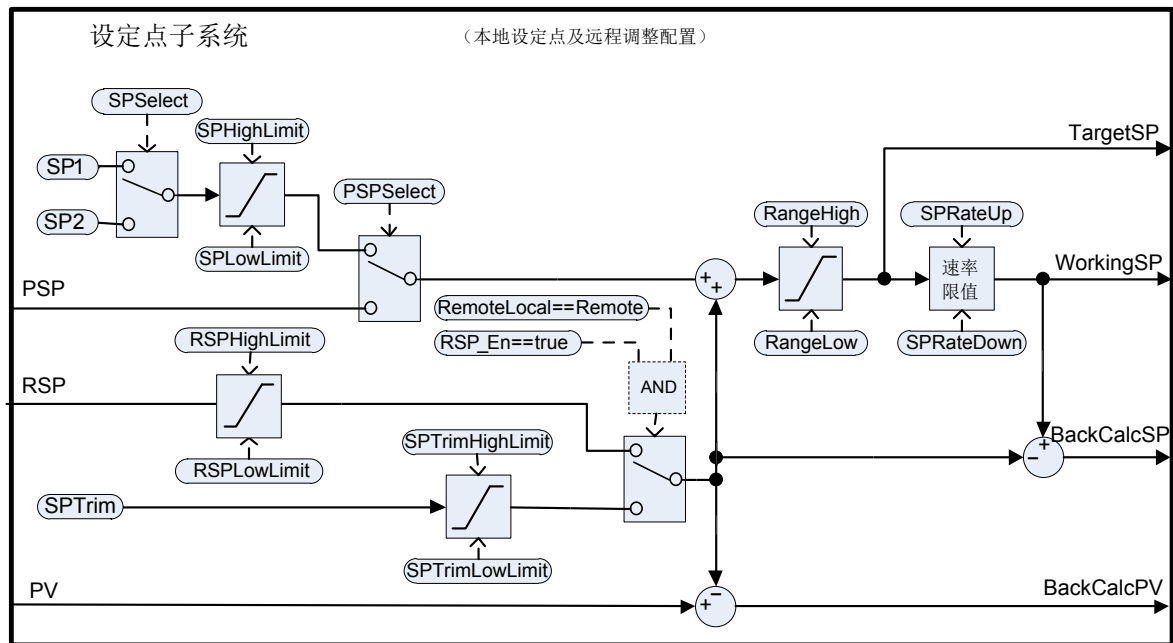 设定点子系统
（本地设定点及远程调整配置）
SPSelect
SPHighLimit
SP1
SP2
SPLowLimit
PSPSelect
PSP
RangeHigh
SPRateUp
TargetSP
速率
限值
WorkingSP
RangeLow
SPRateDown
RemoteLocal==Remote
RSP_En==true
AND
RSPHighLimit
RSP
RSPLowLimit
SPTrimHighLimit
SPTrim
SPTrimLowLimit
+
+
+
-
BackCalcSP
PV
+
-
BackCalcPV